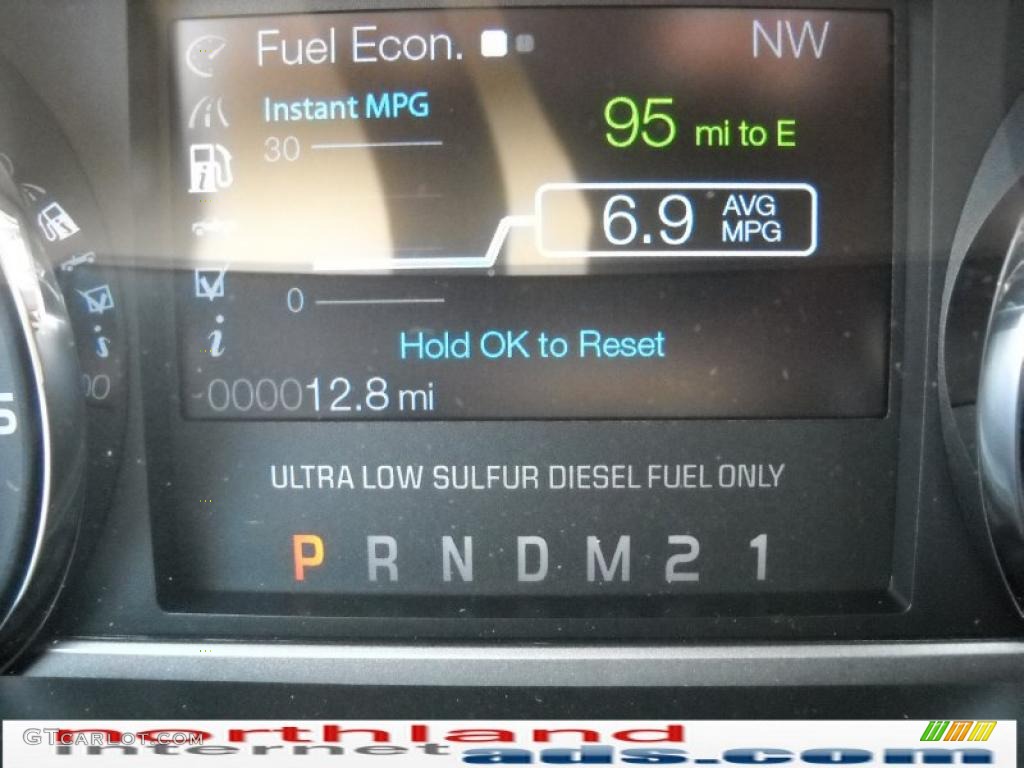 Fuel Econ. NW
Instant MPG
95 mi to E
30
6.9 AVG MPG
0
Hold OK to Reset
000012.8 mi
ULTRA LOW SULFUR DIESEL FUEL ONLY
P R N D M 2 1
GTCARLOT.COM
northland
internet ads.com